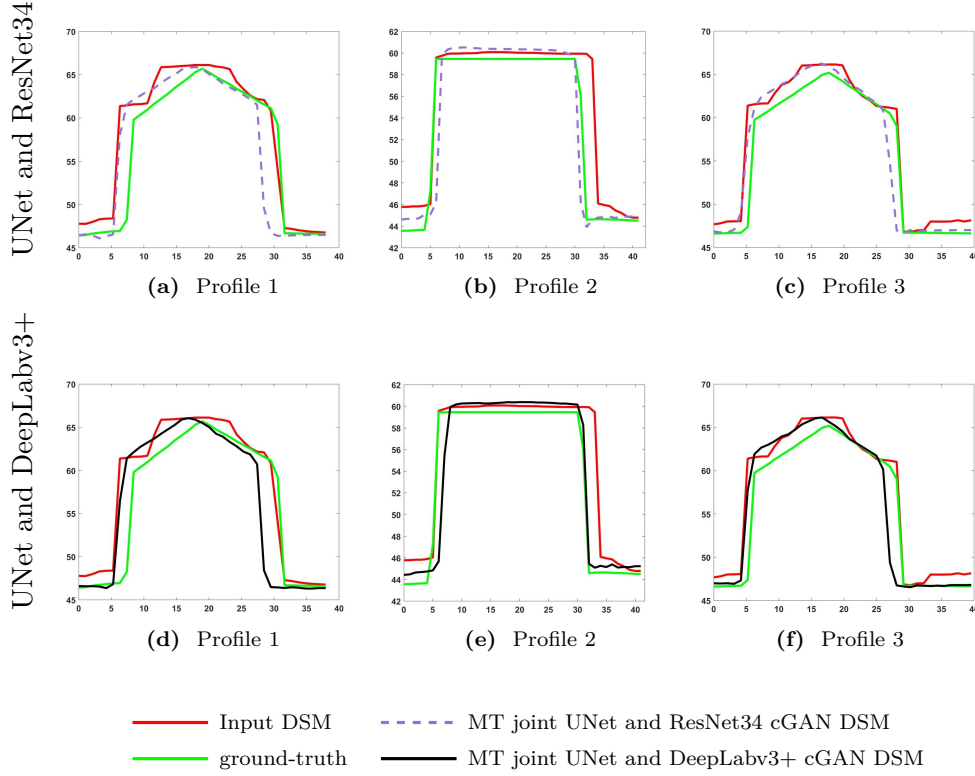 UNet and ResNet34
70
65
60
55
50
45
0 5 10 15 20 25 30 35 40
62
60
58
56
54
52
50
48
46
44
42
0 5 10 15 20 25 30 35 40
70
65
60
55
50
45
0 5 10 15 20 25 30 35 40
(a) Profile 1
(b) Profile 2
(c) Profile 3
UNet and DeepLabv3+
70
65
60
55
50
45
0 5 10 15 20 25 30 35 40
62
60
58
56
54
52
50
48
46
44
42
0 5 10 15 20 25 30 35 40
70
65
60
55
50
45
0 5 10 15 20 25 30 35 40
(d) Profile 1
(e) Profile 2
(f) Profile 3
Input DSM
MT joint UNet and ResNet34 cGAN DSM
ground-truth
MT joint UNet and DeepLabv3+ cGAN DSM